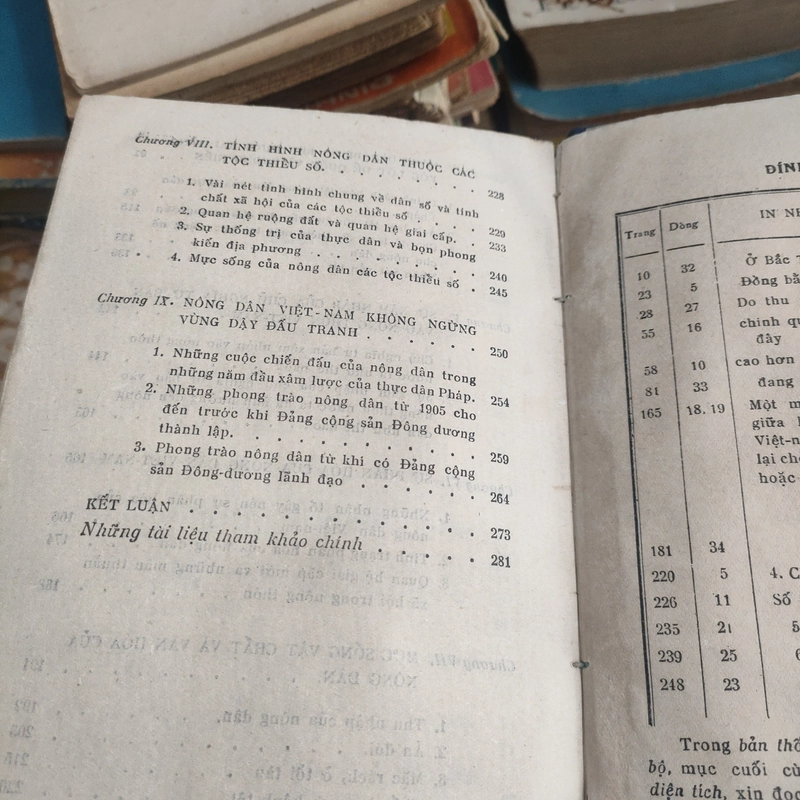 Chương VIII. TÌNH HÌNH NÔNG DÂN THUỘC CÁC
TỘC THIỂU SỐ. . . . . . . . 228
1. Vài nét tình hình chung về dân số và tính
chất xã hội của các tộc thiểu số . . . . 229
2. Quan hệ ruộng đất và quan hệ giai cấp. . 233
3. Sự thống trị của thực dân và bọn phong
kiến địa phương . . . . . . . . 240
4. Mức sống của nông dân các tộc thiểu số . 245
Chương IX. NÔNG DÂN VIỆT-NAM KHÔNG NGỪNG
VÙNG DẬY ĐẤU TRANH . . . . . . 250
1. Những cuộc chiến đấu của nông dân trong
những năm đầu xâm lược của thực dân Pháp. 254
2. Những phong trào nông dân từ 1905 cho
đến trước khi Đảng cộng sản Đông dương
thành lập. . . . . . . . . . . 259
3. Phong trào nông dân từ khi có Đảng cộng
sản Đông-dương lãnh đạo . . . . . 264
KẾT LUẬN . . . . . . . . . . . . 273
Những tài liệu tham khảo chính . . . . . 281
ĐÍNH
Trang Dòng IN
10 32 Ở Bắc
23 5 Đồng
28 27 Do thu
55 16 chính
đây
58 10 cao hơn
81 33 đang
165 18.19 Một
giữa
lại
hoặc
181 34
220 5 4.
226 11 Số
235 21
239 25
248 23
Trong bản
bộ, mục cuối
diện tích, xin đọc